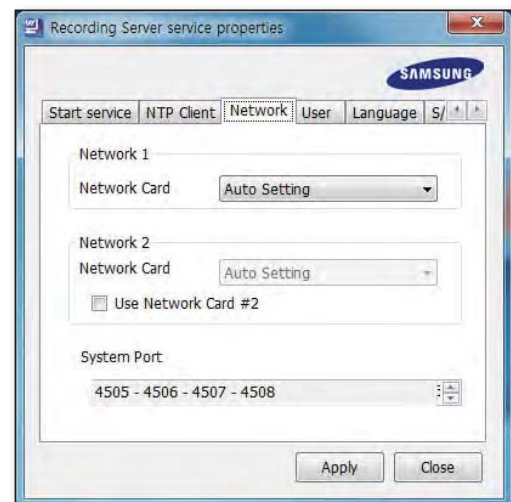 Recording Server service properties
SAMSUNG
Start service
NTP Client
Network
User
Language
S/
Network 1
Network Card
Auto Setting
Network 2
Network Card
Auto Setting
Use Network Card #2
System Port
4505 - 4506 - 4507 - 4508
Apply
Close